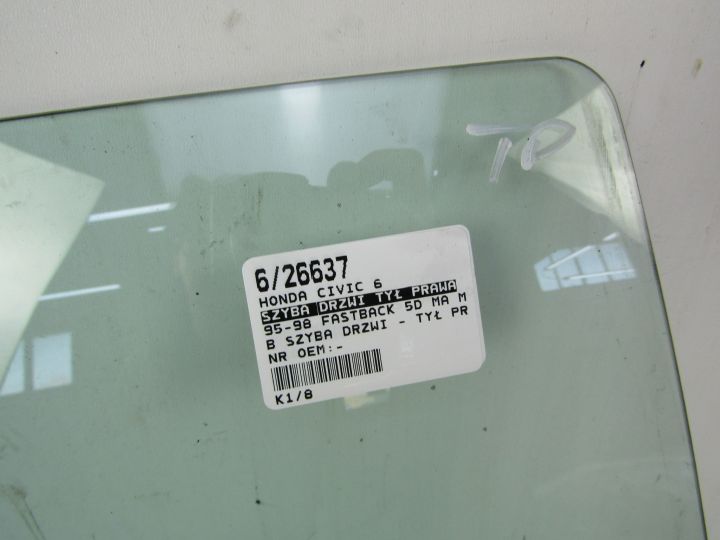 TD
6/26637
HONDA CIVIC 6
SZYBA DRZWI TYŁ PRAWA
95-98 FASTBACK 5D MA M
B SZYBA DRZWI - TYŁ PR
NR OEM:-
K1/8